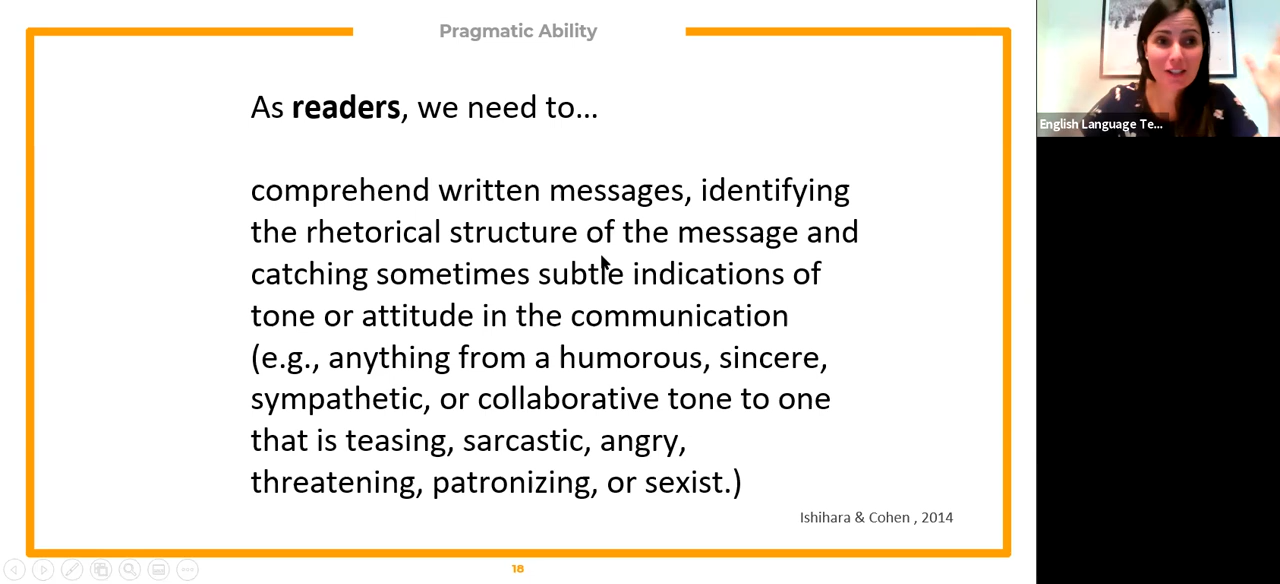 Pragmatic Ability
As readers, we need to...
comprehend written messages, identifying
the rhetorical structure of the message and
catching sometimes subtle indications of
tone or attitude in the communication
(e.g., anything from a humorous, sincere,
sympathetic, or collaborative tone to one
that is teasing, sarcastic, angry,
threatening, patronizing, or sexist.)
Ishihara & Cohen , 2014
18
English Language Te...